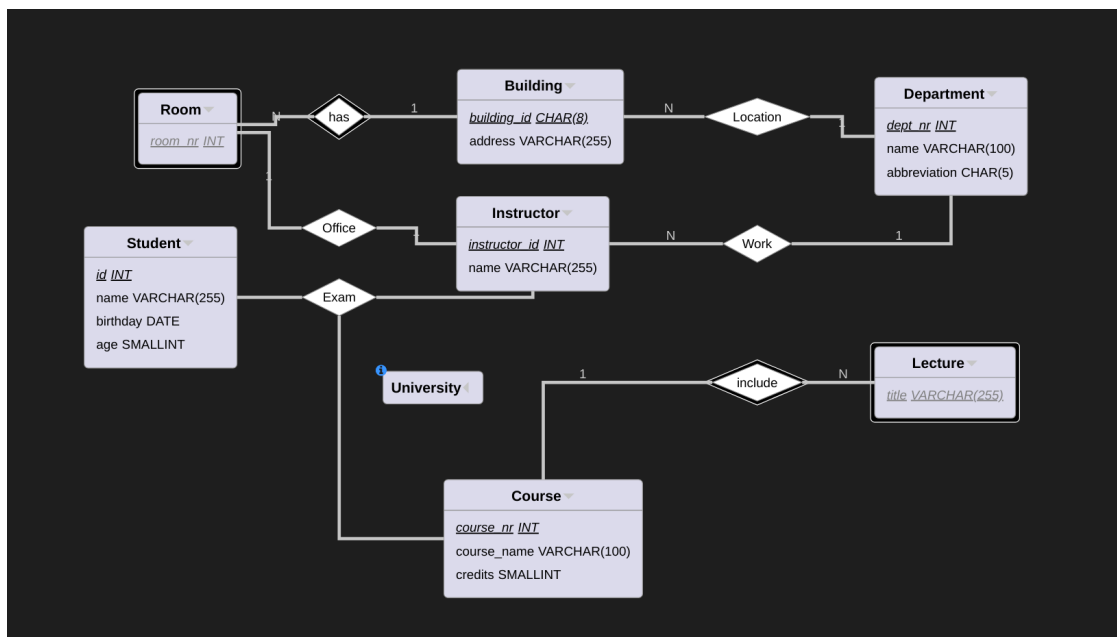 Room
room_nr INT
N
has
1
Building
building_id CHAR(8)
address VARCHAR(255)
N
Location
1
Department
dept_nr INT
name VARCHAR(100)
abbreviation CHAR(5)
1
Office
1
Instructor
instructor_id INT
name VARCHAR(255)
N
Work
1
Student
id INT
name VARCHAR(255)
birthday DATE
age SMALLINT
Exam
University
1
include
N
Lecture
title VARCHAR(255)
Course
course_nr INT
course_name VARCHAR(100)
credits SMALLINT